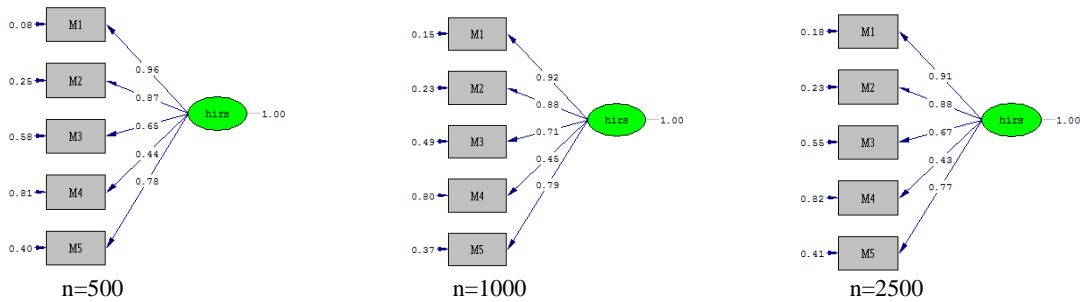 0.08 M1
0.96
0.25 M2
0.87
0.58 M3
0.65
hirs 1.00
0.44
0.81 M4
0.78
0.40 M5
n=500
0.15 M1
0.92
0.23 M2
0.88
0.49 M3
0.71
hirs 1.00
0.45
0.80 M4
0.79
0.37 M5
n=1000
0.18 M1
0.91
0.23 M2
0.88
0.55 M3
0.67
hirs 1.00
0.43
0.82 M4
0.77
0.41 M5
n=2500